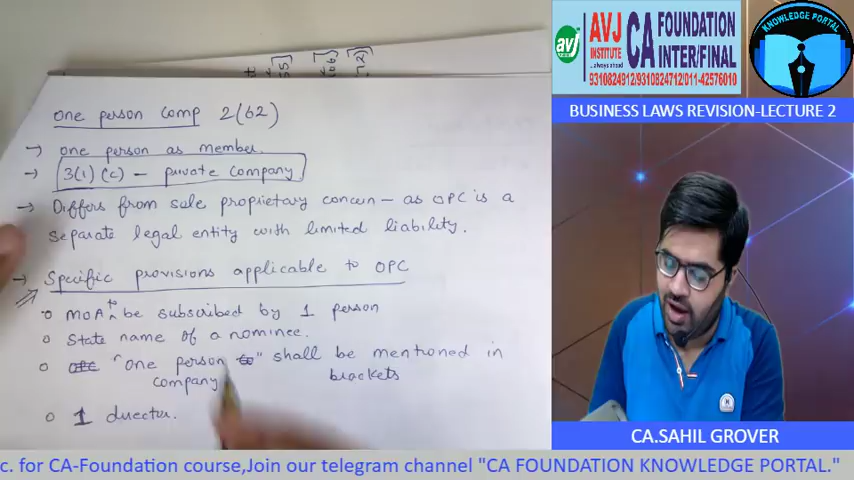 One person Comp 2(62)
→ One person as member.
→ 3(1)(c) - private company
→ Differs from sole proprietary concern - as OPC is a
separate legal entity with limited liability.
→ Specific provisions applicable to OPC
MoA to be subscribed by 1 person
State name of a nominee.
"One person " shall be mentioned in
company brackets
1 director.
avj
AVJ
INSTITUTE
...always ahead
CA FOUNDATION
INTER/FINAL
9310824912/9310824712/011-42576010
KNOWLEDGE PORTAL
BUSINESS LAWS REVISION-LECTURE 2
CA.SAHIL GROVER
c. for CA-Foundation course,Join our telegram channel "CA FOUNDATION KNOWLEDGE PORTAL."